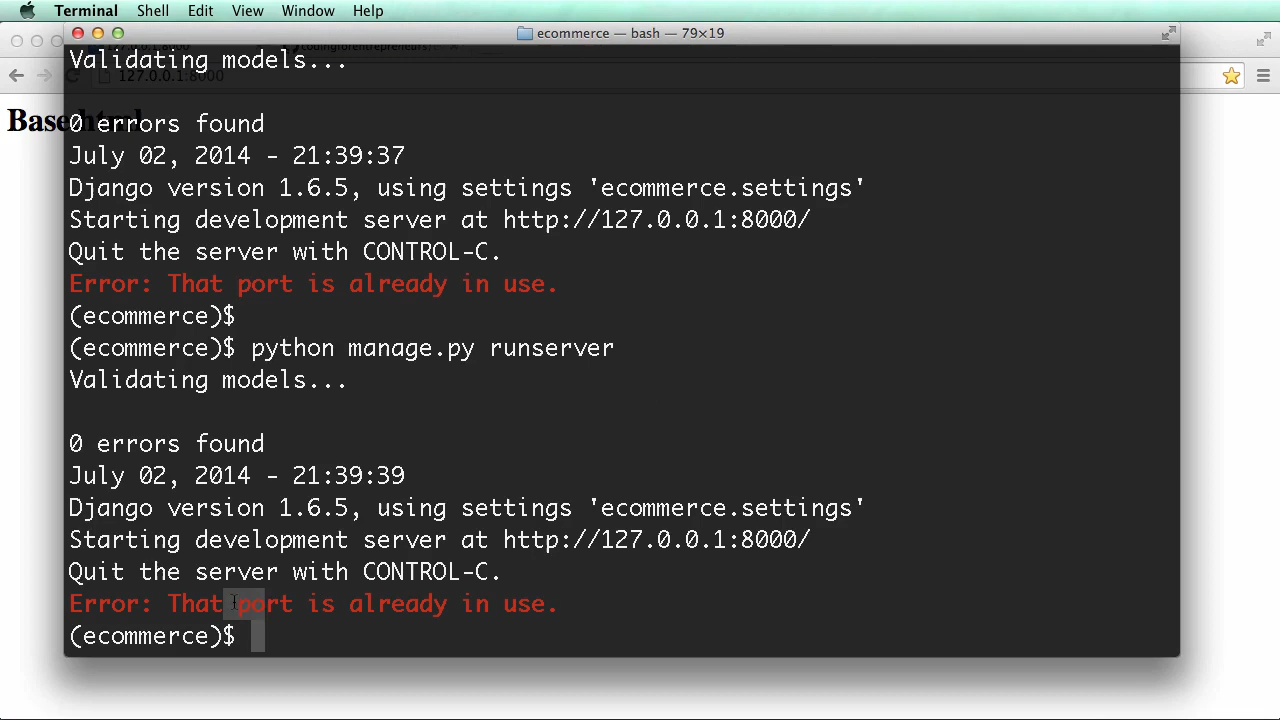 Terminal Shell Edit View Window Help
ecommerce — bash — 79×19
127.0.0.1:8000
Base.html
Validating models...
0 errors found
July 02, 2014 - 21:39:37
Django version 1.6.5, using settings 'ecommerce.settings'
Starting development server at http://127.0.0.1:8000/
Quit the server with CONTROL-C.
Error: That port is already in use.
(ecommerce)$
(ecommerce)$ python manage.py runserver
Validating models...
0 errors found
July 02, 2014 - 21:39:39
Django version 1.6.5, using settings 'ecommerce.settings'
Starting development server at http://127.0.0.1:8000/
Quit the server with CONTROL-C.
Error: That port is already in use.
(ecommerce)$